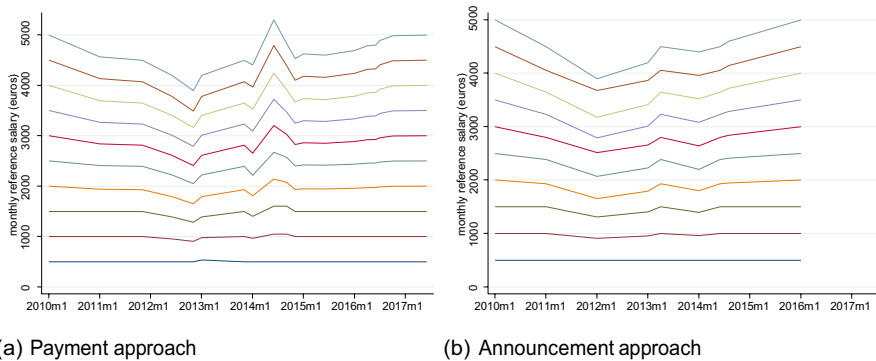 monthly reference salary (euros)
0 1000 2000 3000 4000 5000
2010m1 2011m1 2012m1 2013m1 2014m1 2015m1 2016m1 2017m1
monthly reference salary (euros)
0 1000 2000 3000 4000 5000
2010m1 2011m1 2012m1 2013m1 2014m1 2015m1 2016m1 2017m1
a) Payment approach
(b) Announcement approach